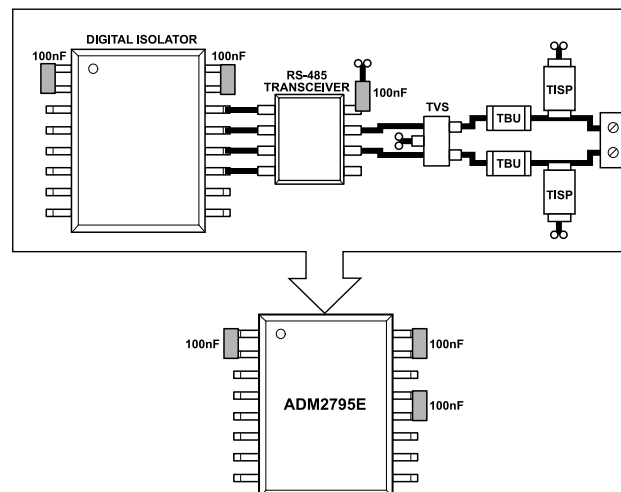 DIGITAL ISOLATOR
100nF
100nF
RS-485
TRANSCEIVER
100nF
TVS
TBU
TISP
TBU
TISP
100nF
100nF
ADM2795E
100nF